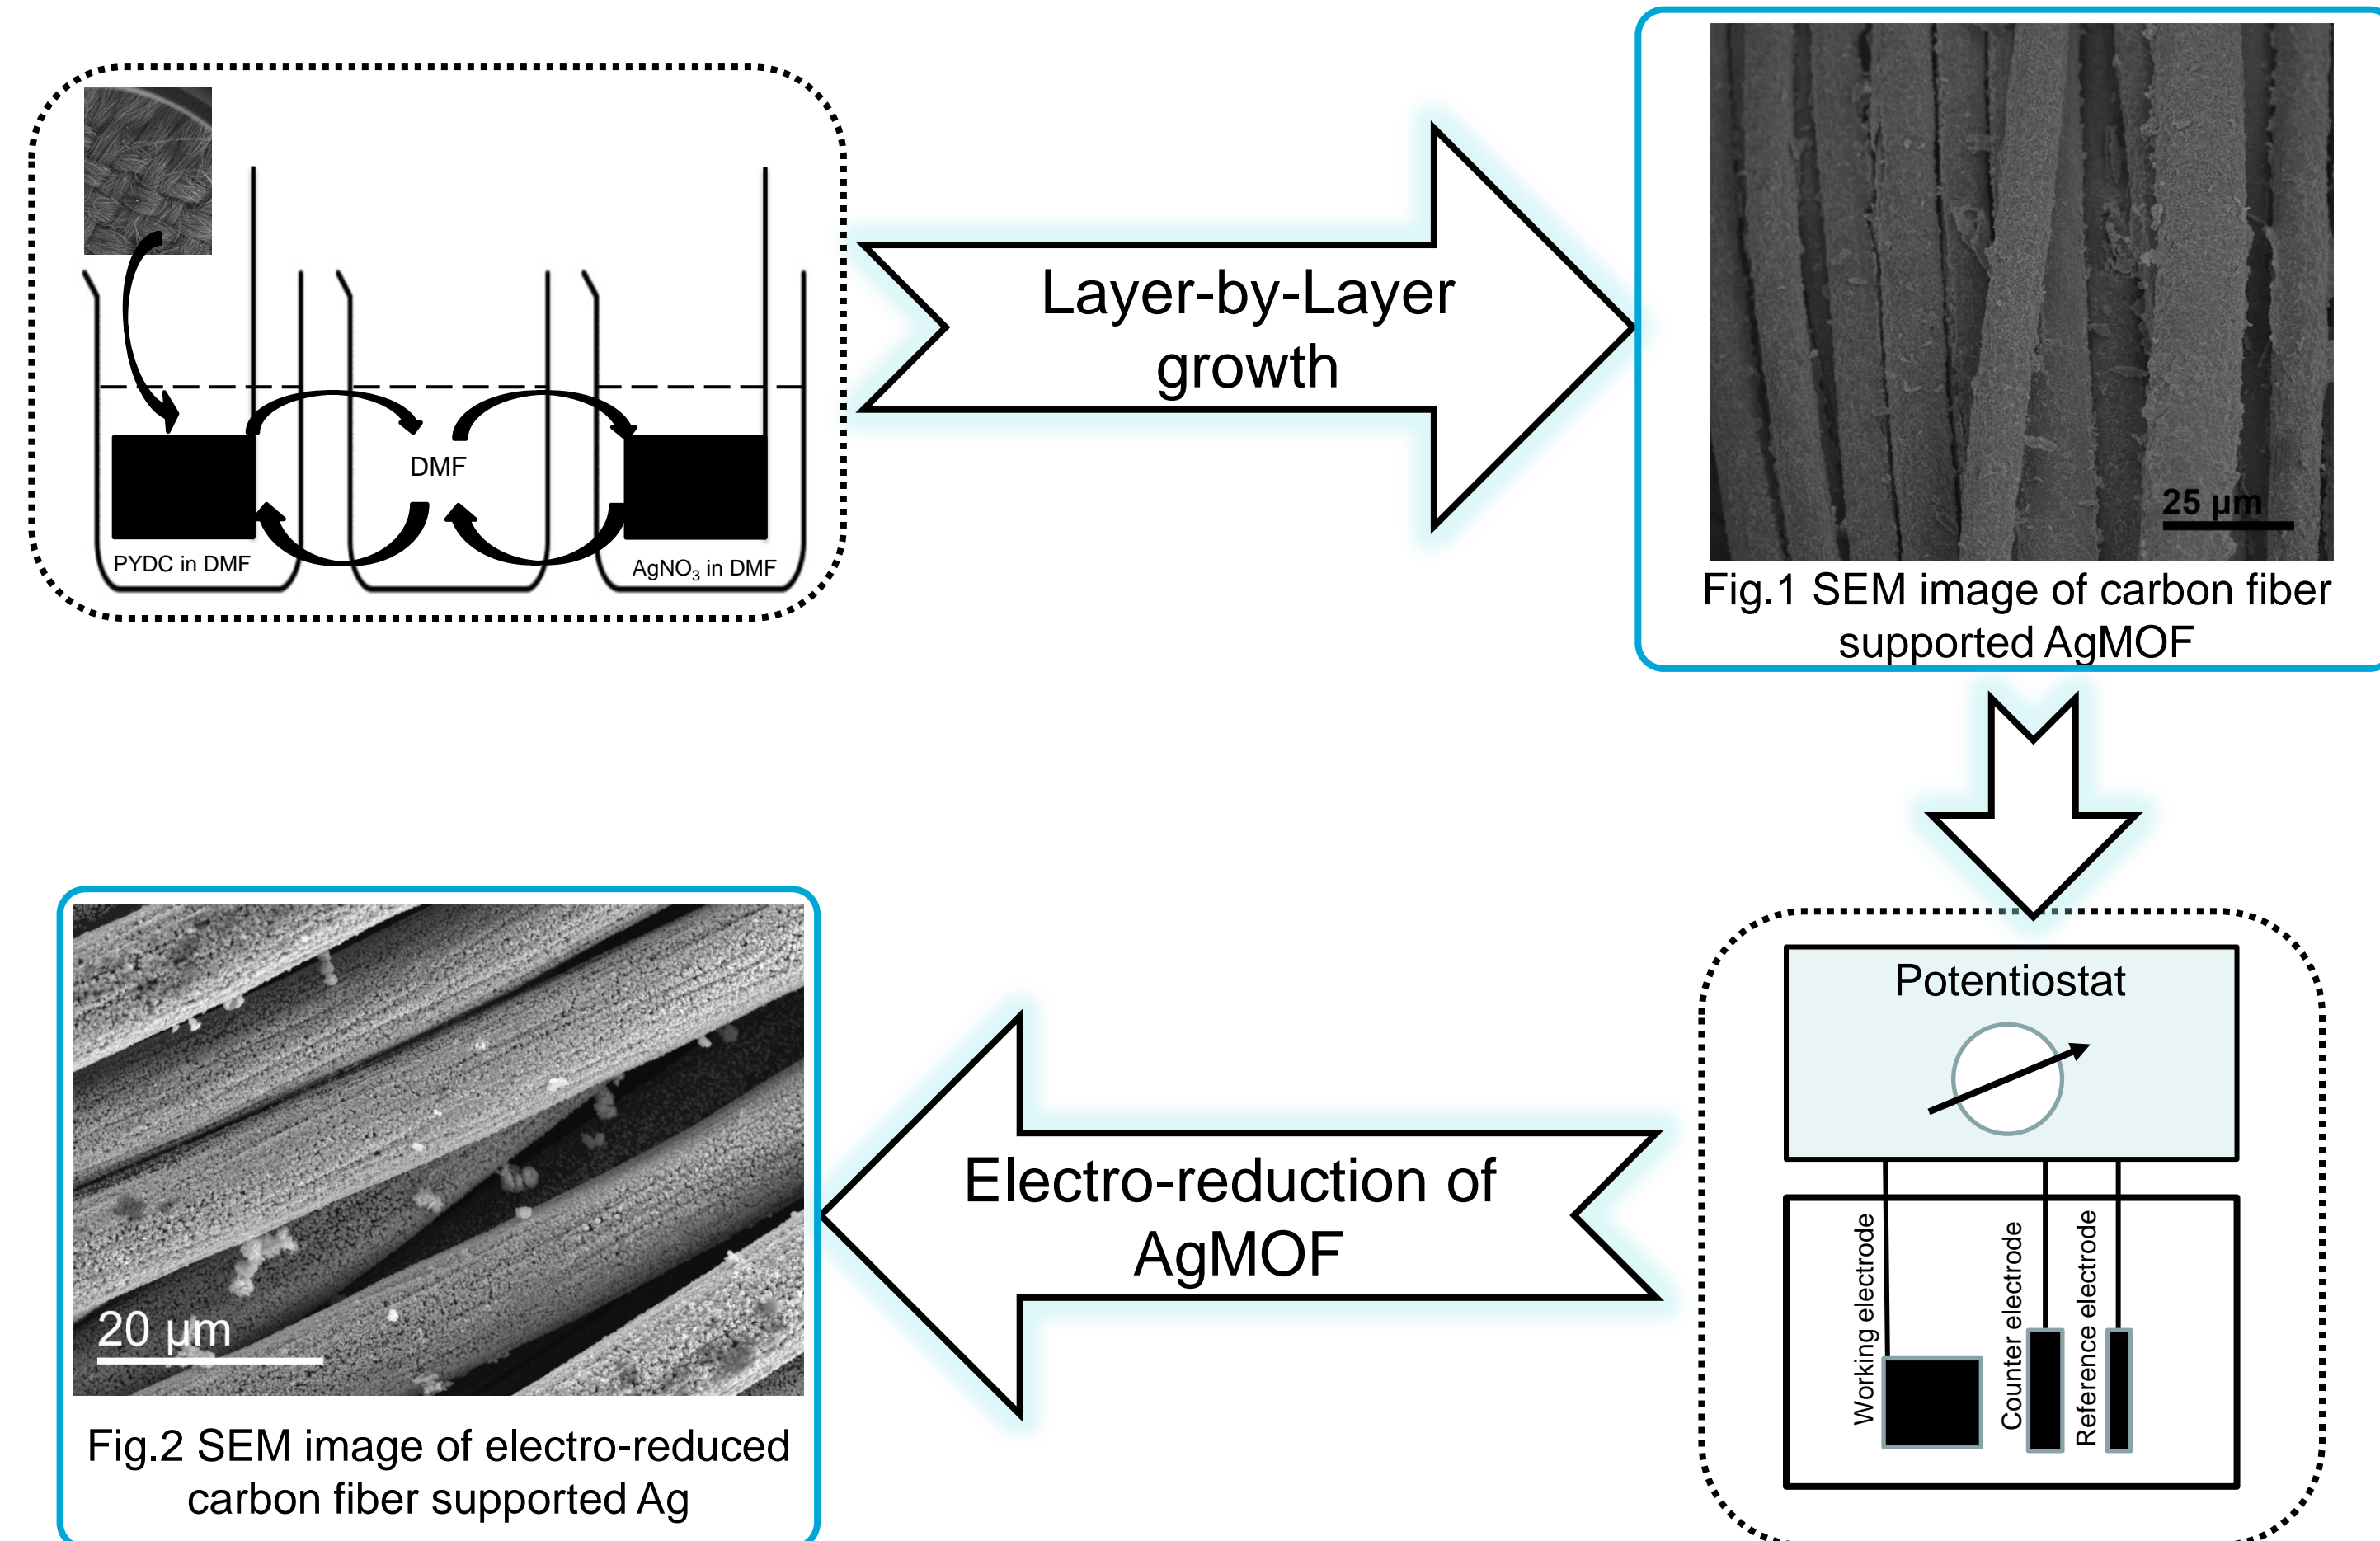 DMF
PYDC in DMF
AgNO₃ in DMF
Layer-by-Layer
growth
25 µm
Fig.1 SEM image of carbon fiber
supported AgMOF
Potentiostat
Working electrode
Counter electrode
Reference electrode
Electro-reduction of
AgMOF
20 µm
Fig.2 SEM image of electro-reduced
carbon fiber supported Ag